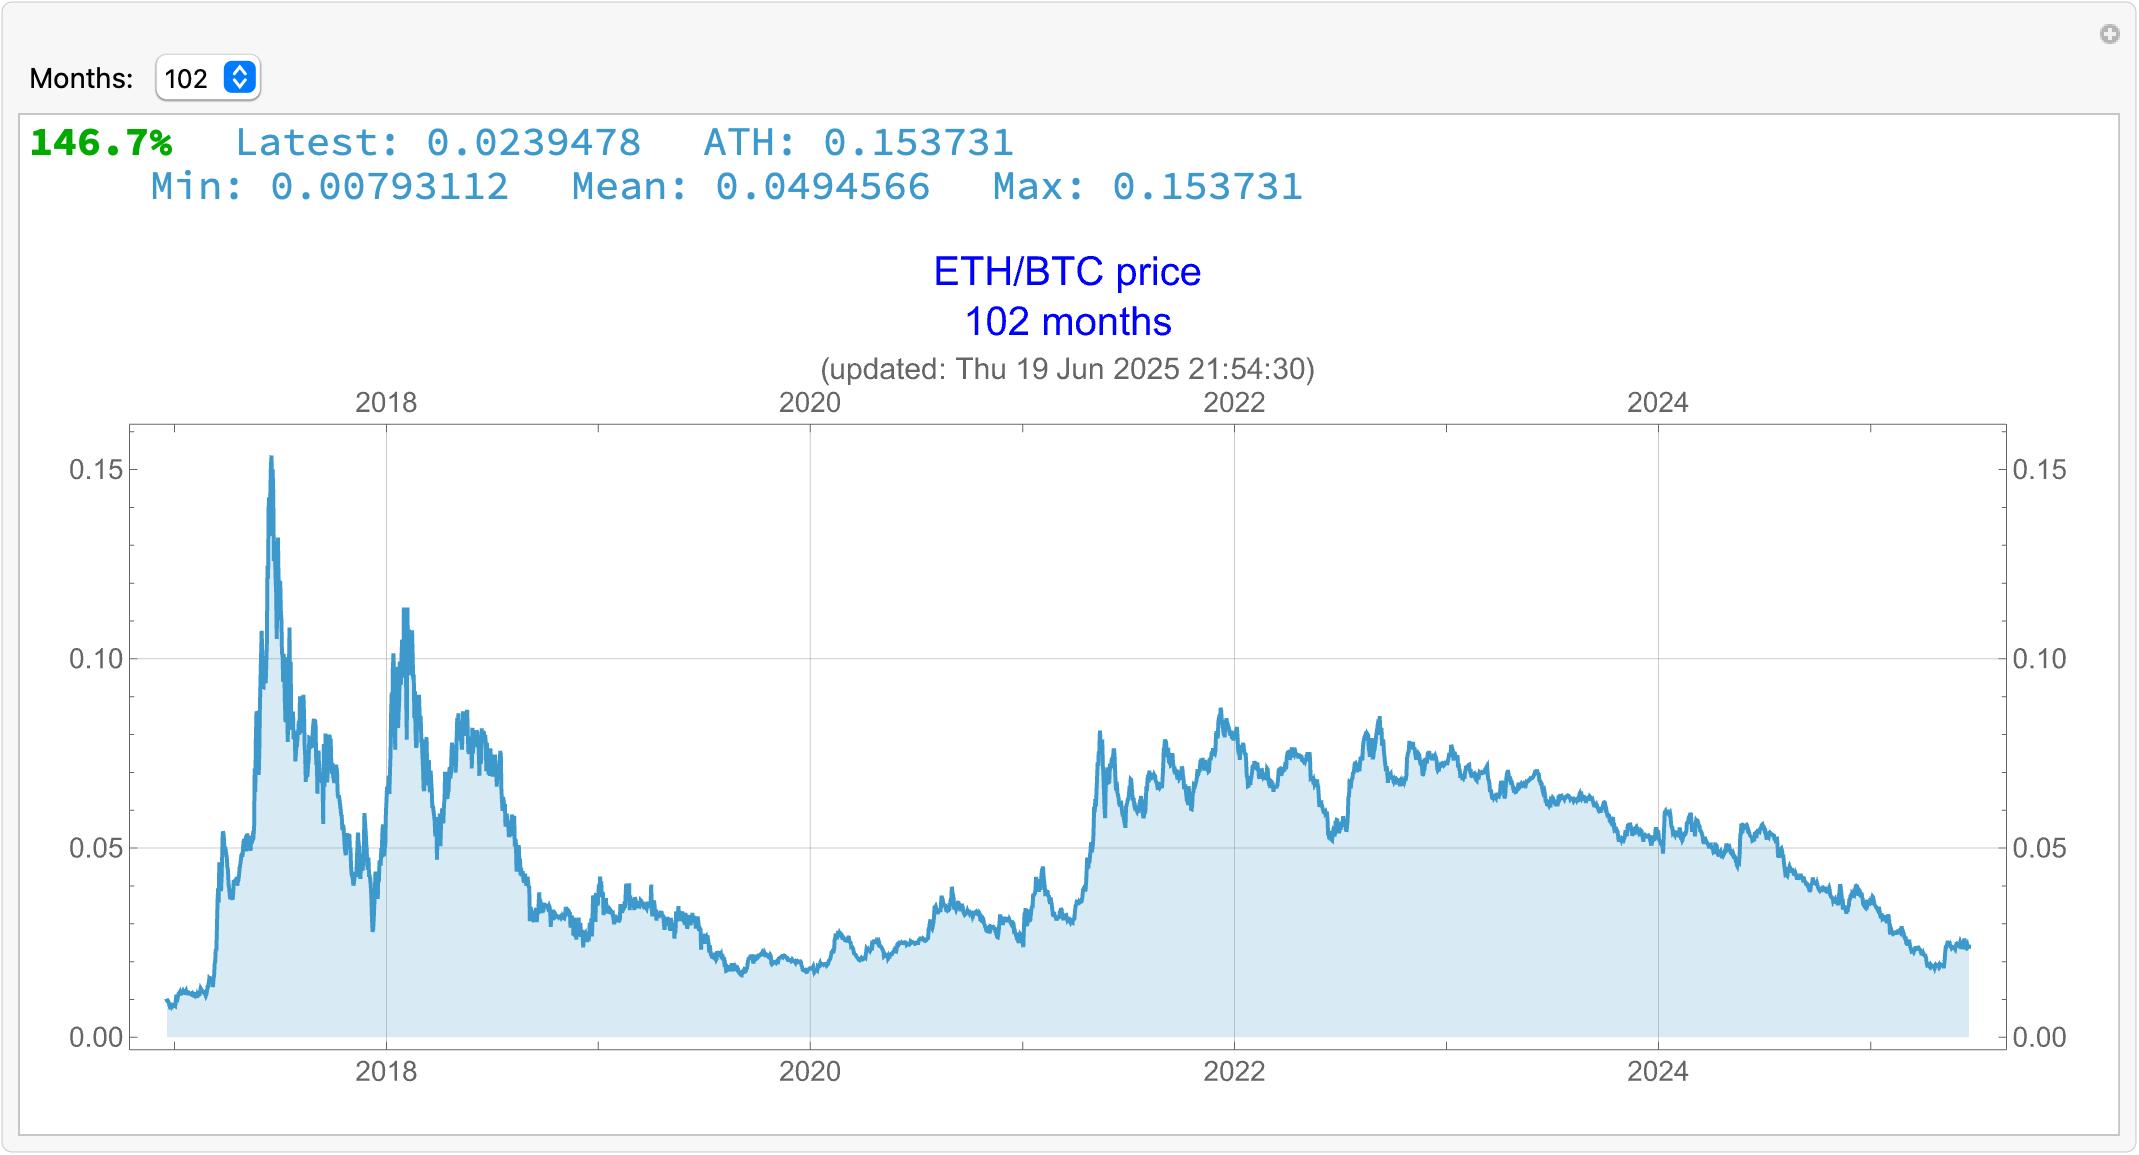 Months: 102
146.7% Latest: 0.0239478 ATH: 0.153731
Min: 0.00793112 Mean: 0.0494566 Max: 0.153731
ETH/BTC price
102 months
(updated: Thu 19 Jun 2025 21:54:30)
2018 2020 2022 2024
0.15 0.15
0.10 0.10
0.05 0.05
0.00 0.00
2018 2020 2022 2024